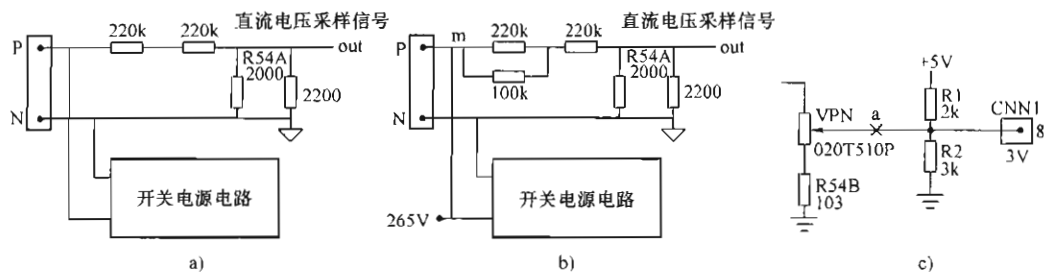 直流电压采样信号
220k 220k
P
out
R54A
2000
2200
N
开关电源电路
a)
直流电压采样信号
m 220k 220k
P
out
100k
R54A
2000
2200
N
开关电源电路
265V
b)
+5V
R1
2k
CNN1
VPN a
8
020T510P
R2
3k
3V
R54B
103
c)